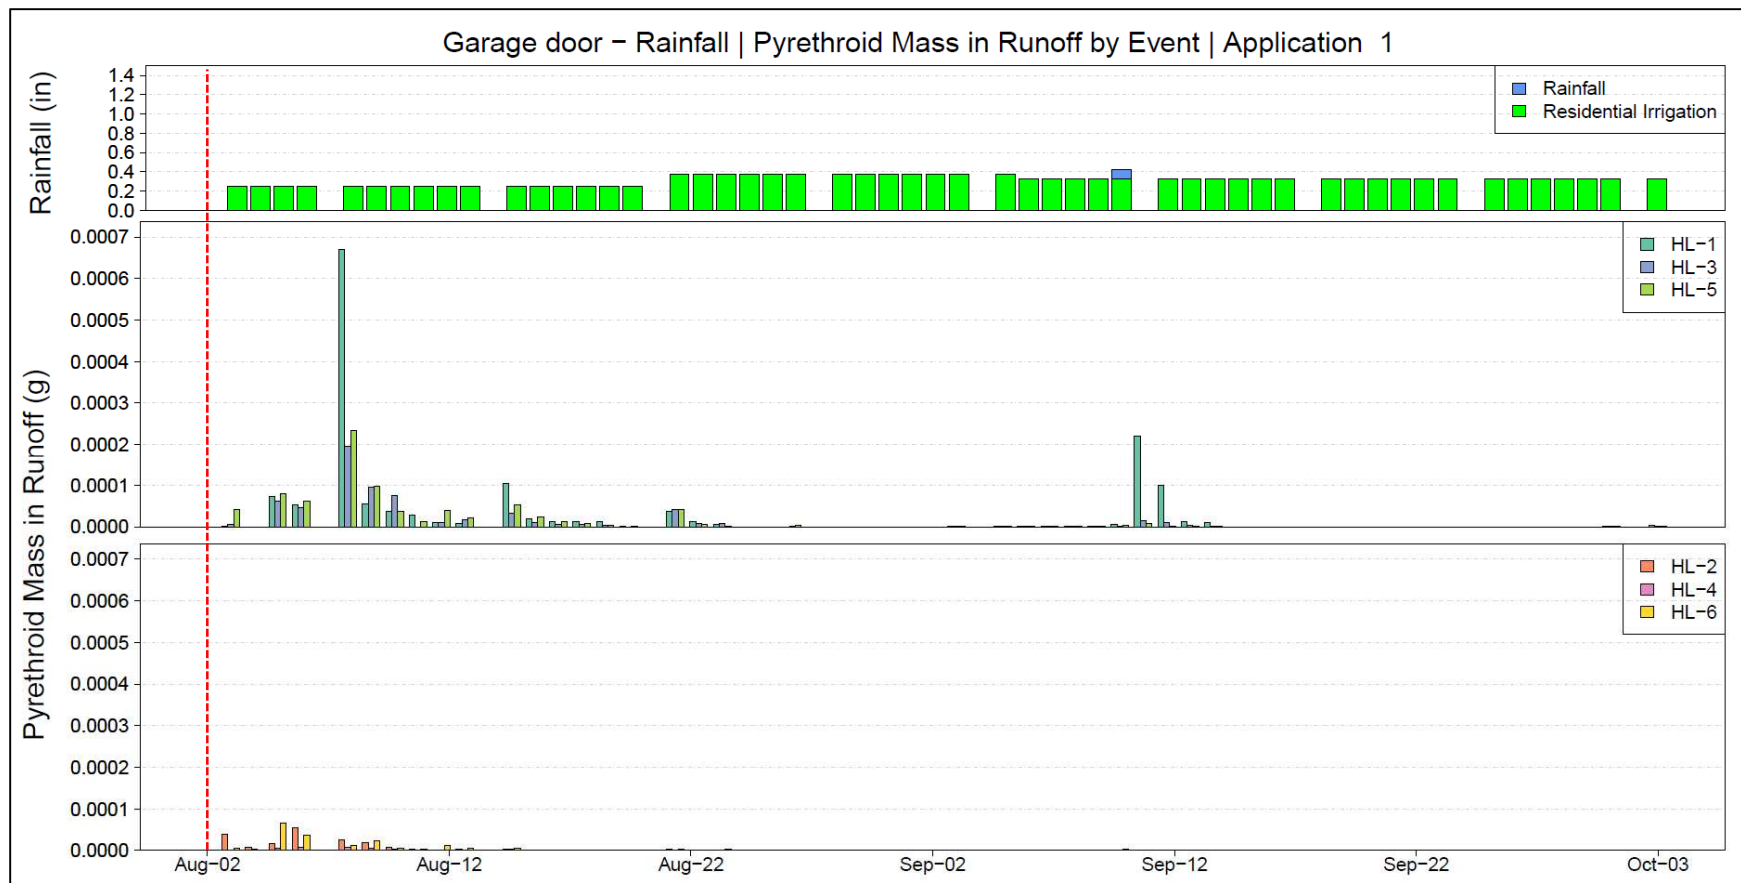 Garage door − Rainfall | Pyrethroid Mass in Runoff by Event | Application 1
Rainfall (in)
1.4
1.2
1.0
0.8
0.6
0.4
0.2
0.0
Rainfall
Residential Irrigation
Pyrethroid Mass in Runoff (g)
0.0007
0.0006
0.0005
0.0004
0.0003
0.0002
0.0001
0.0000
HL−1
HL−3
HL−5
0.0007
0.0006
0.0005
0.0004
0.0003
0.0002
0.0001
0.0000
HL−2
HL−4
HL−6
Aug−02 Aug−12 Aug−22 Sep−02 Sep−12 Sep−22 Oct−03